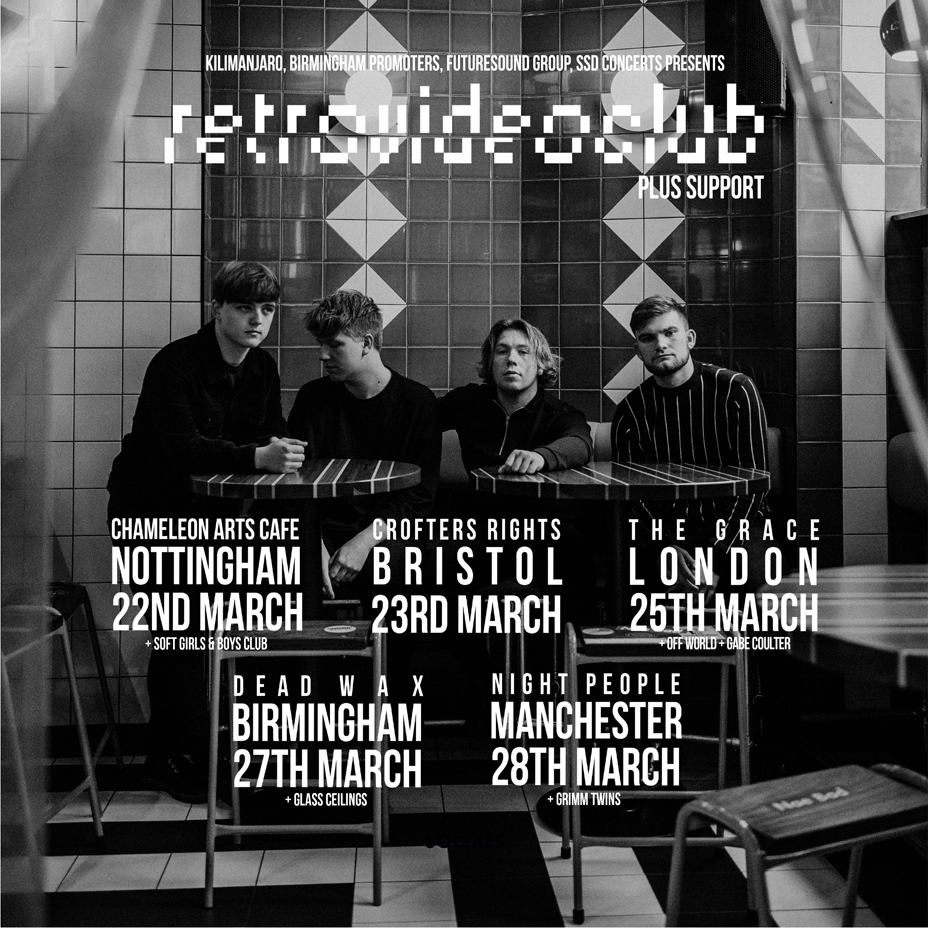 KILIMANJARO, BIRMINGHAM PROMOTERS, FUTURESOUND GROUP, SSD CONCERTS PRESENTS
retrovideoclub
PLUS SUPPORT
CHAMELEON ARTS CAFE
NOTTINGHAM
22ND MARCH
+ SOFT GIRLS & BOYS CLUB
CROFTERS RIGHTS
BRISTOL
23RD MARCH
THE GRACE
LONDON
25TH MARCH
+ OFF WORLD + GABE COULTER
DEAD WAX
BIRMINGHAM
27TH MARCH
+ GLASS CEILINGS
NIGHT PEOPLE
MANCHESTER
28TH MARCH
+ GRIMM TWINS
Nae Bad